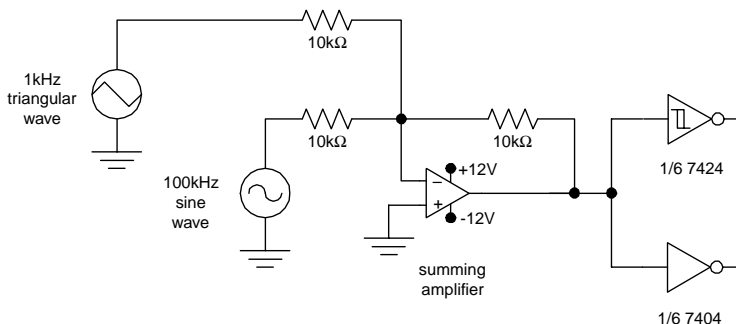 10kΩ
1kHz
triangular
wave
10kΩ
10kΩ
100kHz
sine
wave
+12V
-12V
−
+
summing
amplifier
1/6 7424
1/6 7404